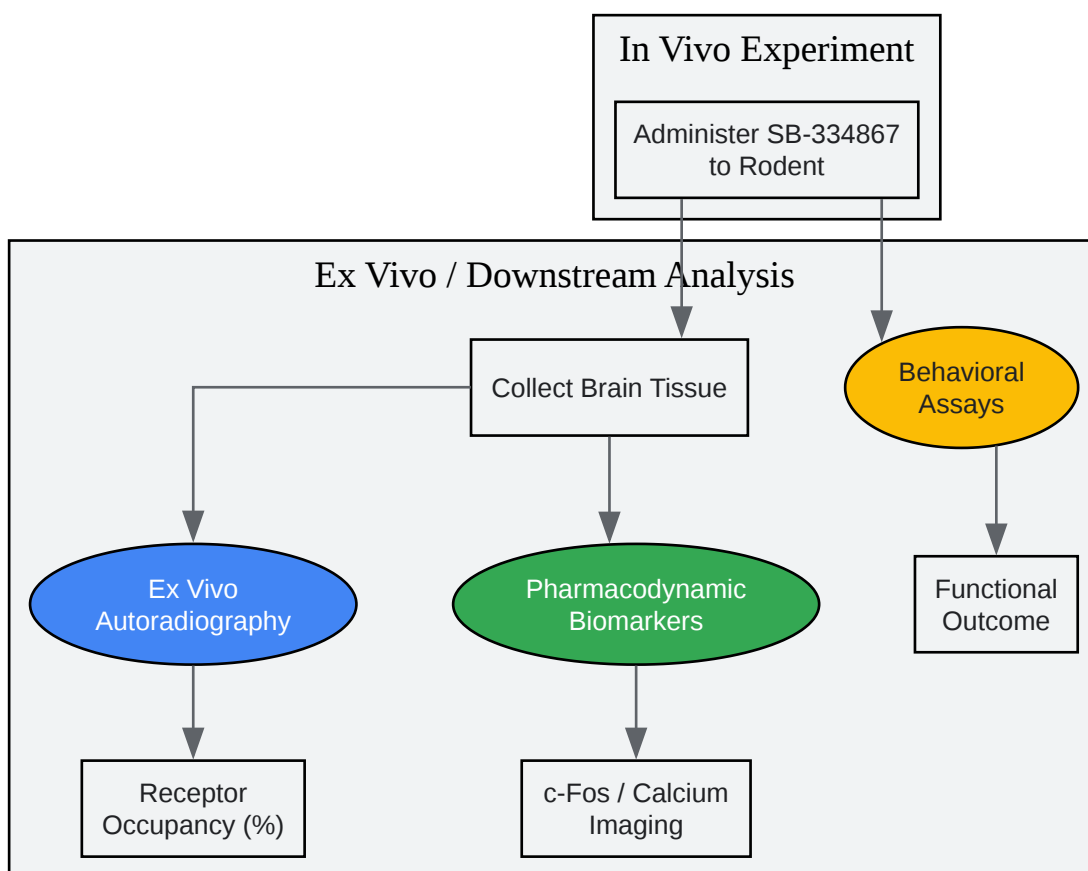 In Vivo Experiment
Administer SB-334867
to Rodent
Ex Vivo / Downstream Analysis
Collect Brain Tissue
Behavioral
Assays
Ex Vivo
Autoradiography
Pharmacodynamic
Biomarkers
Functional
Outcome
Receptor
Occupancy (%)
c-Fos / Calcium
Imaging